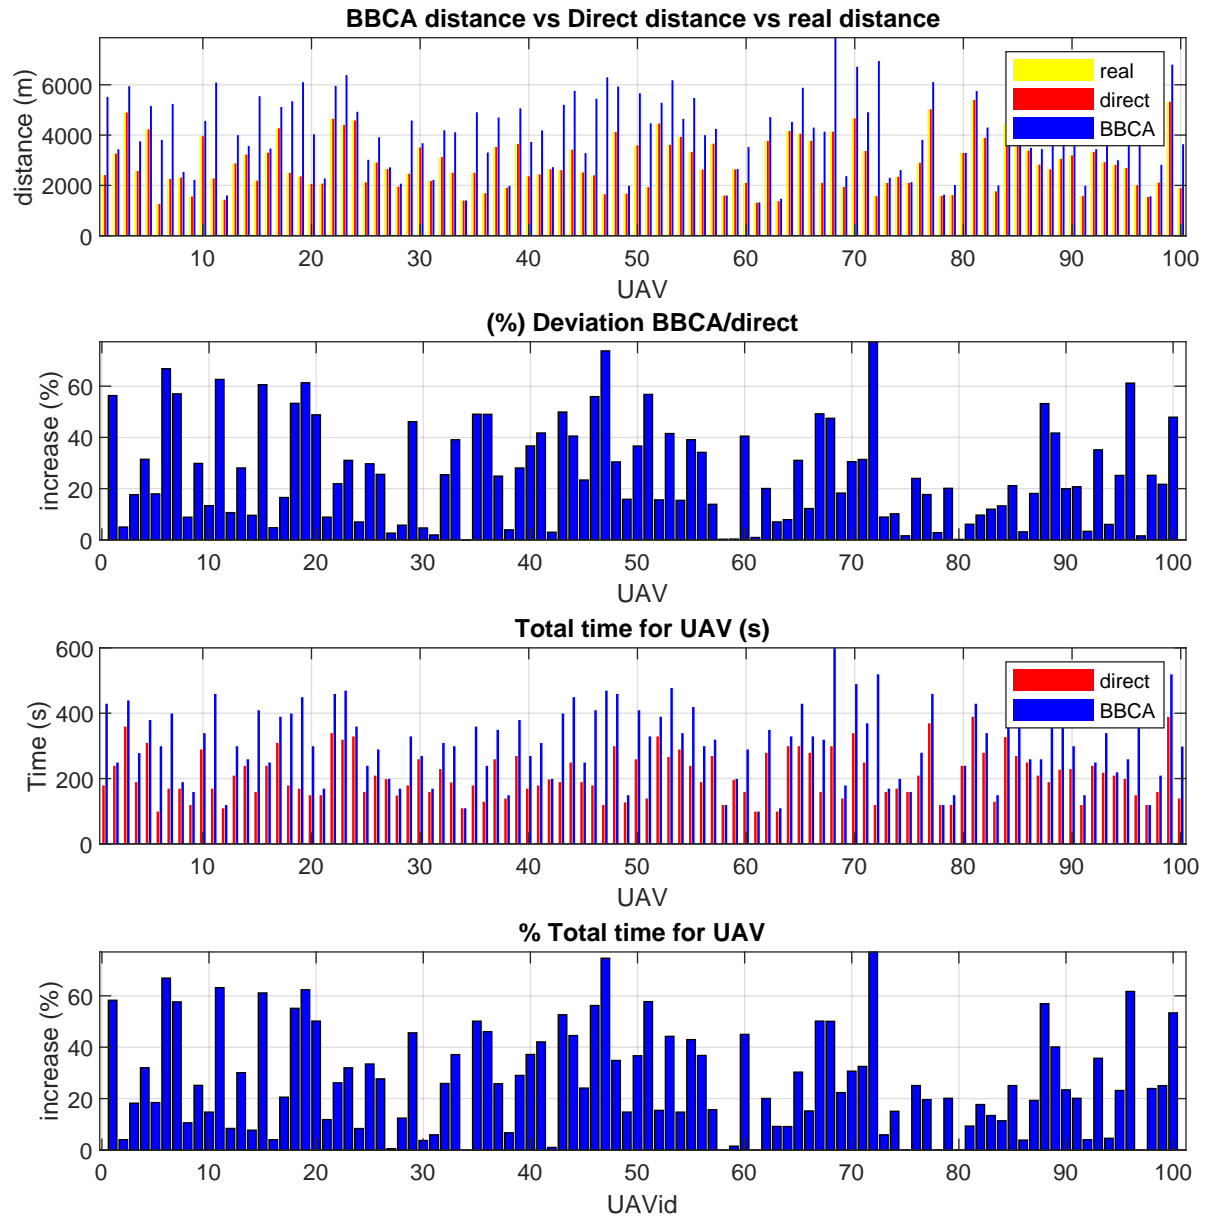 BBCA distance vs Direct distance vs real distance
distance (m)
6000
4000
2000
0
real
direct
BBCA
10 20 30 40 50 60 70 80 90 100
UAV
(%) Deviation BBCA/direct
increase (%)
60
40
20
0
0 10 20 30 40 50 60 70 80 90 100
UAV
Total time for UAV (s)
Time (s)
600
400
200
0
direct
BBCA
10 20 30 40 50 60 70 80 90 100
UAV
% Total time for UAV
increase (%)
60
40
20
0
0 10 20 30 40 50 60 70 80 90 100
UAVid